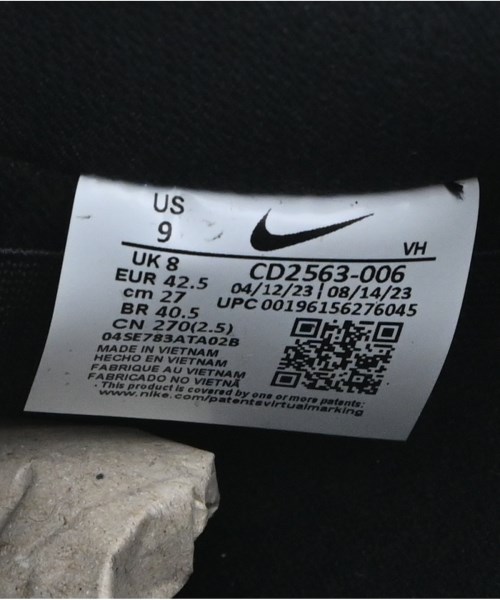 US
9
VH
UK 8
EUR 42.5
cm 27
BR 40.5
CN 270(2.5)
04SE783ATA02B
CD2563-006
04/12/23 | 08/14/23
UPC 00196156276045
MADE IN VIETNAM
HECHO EN VIETNAM
FABRIQUE AU VIETNAM
FABRICADO NO VIETNÃ
· This product is covered by one or more patents:
www.nike.com/patentsvirtualmarking